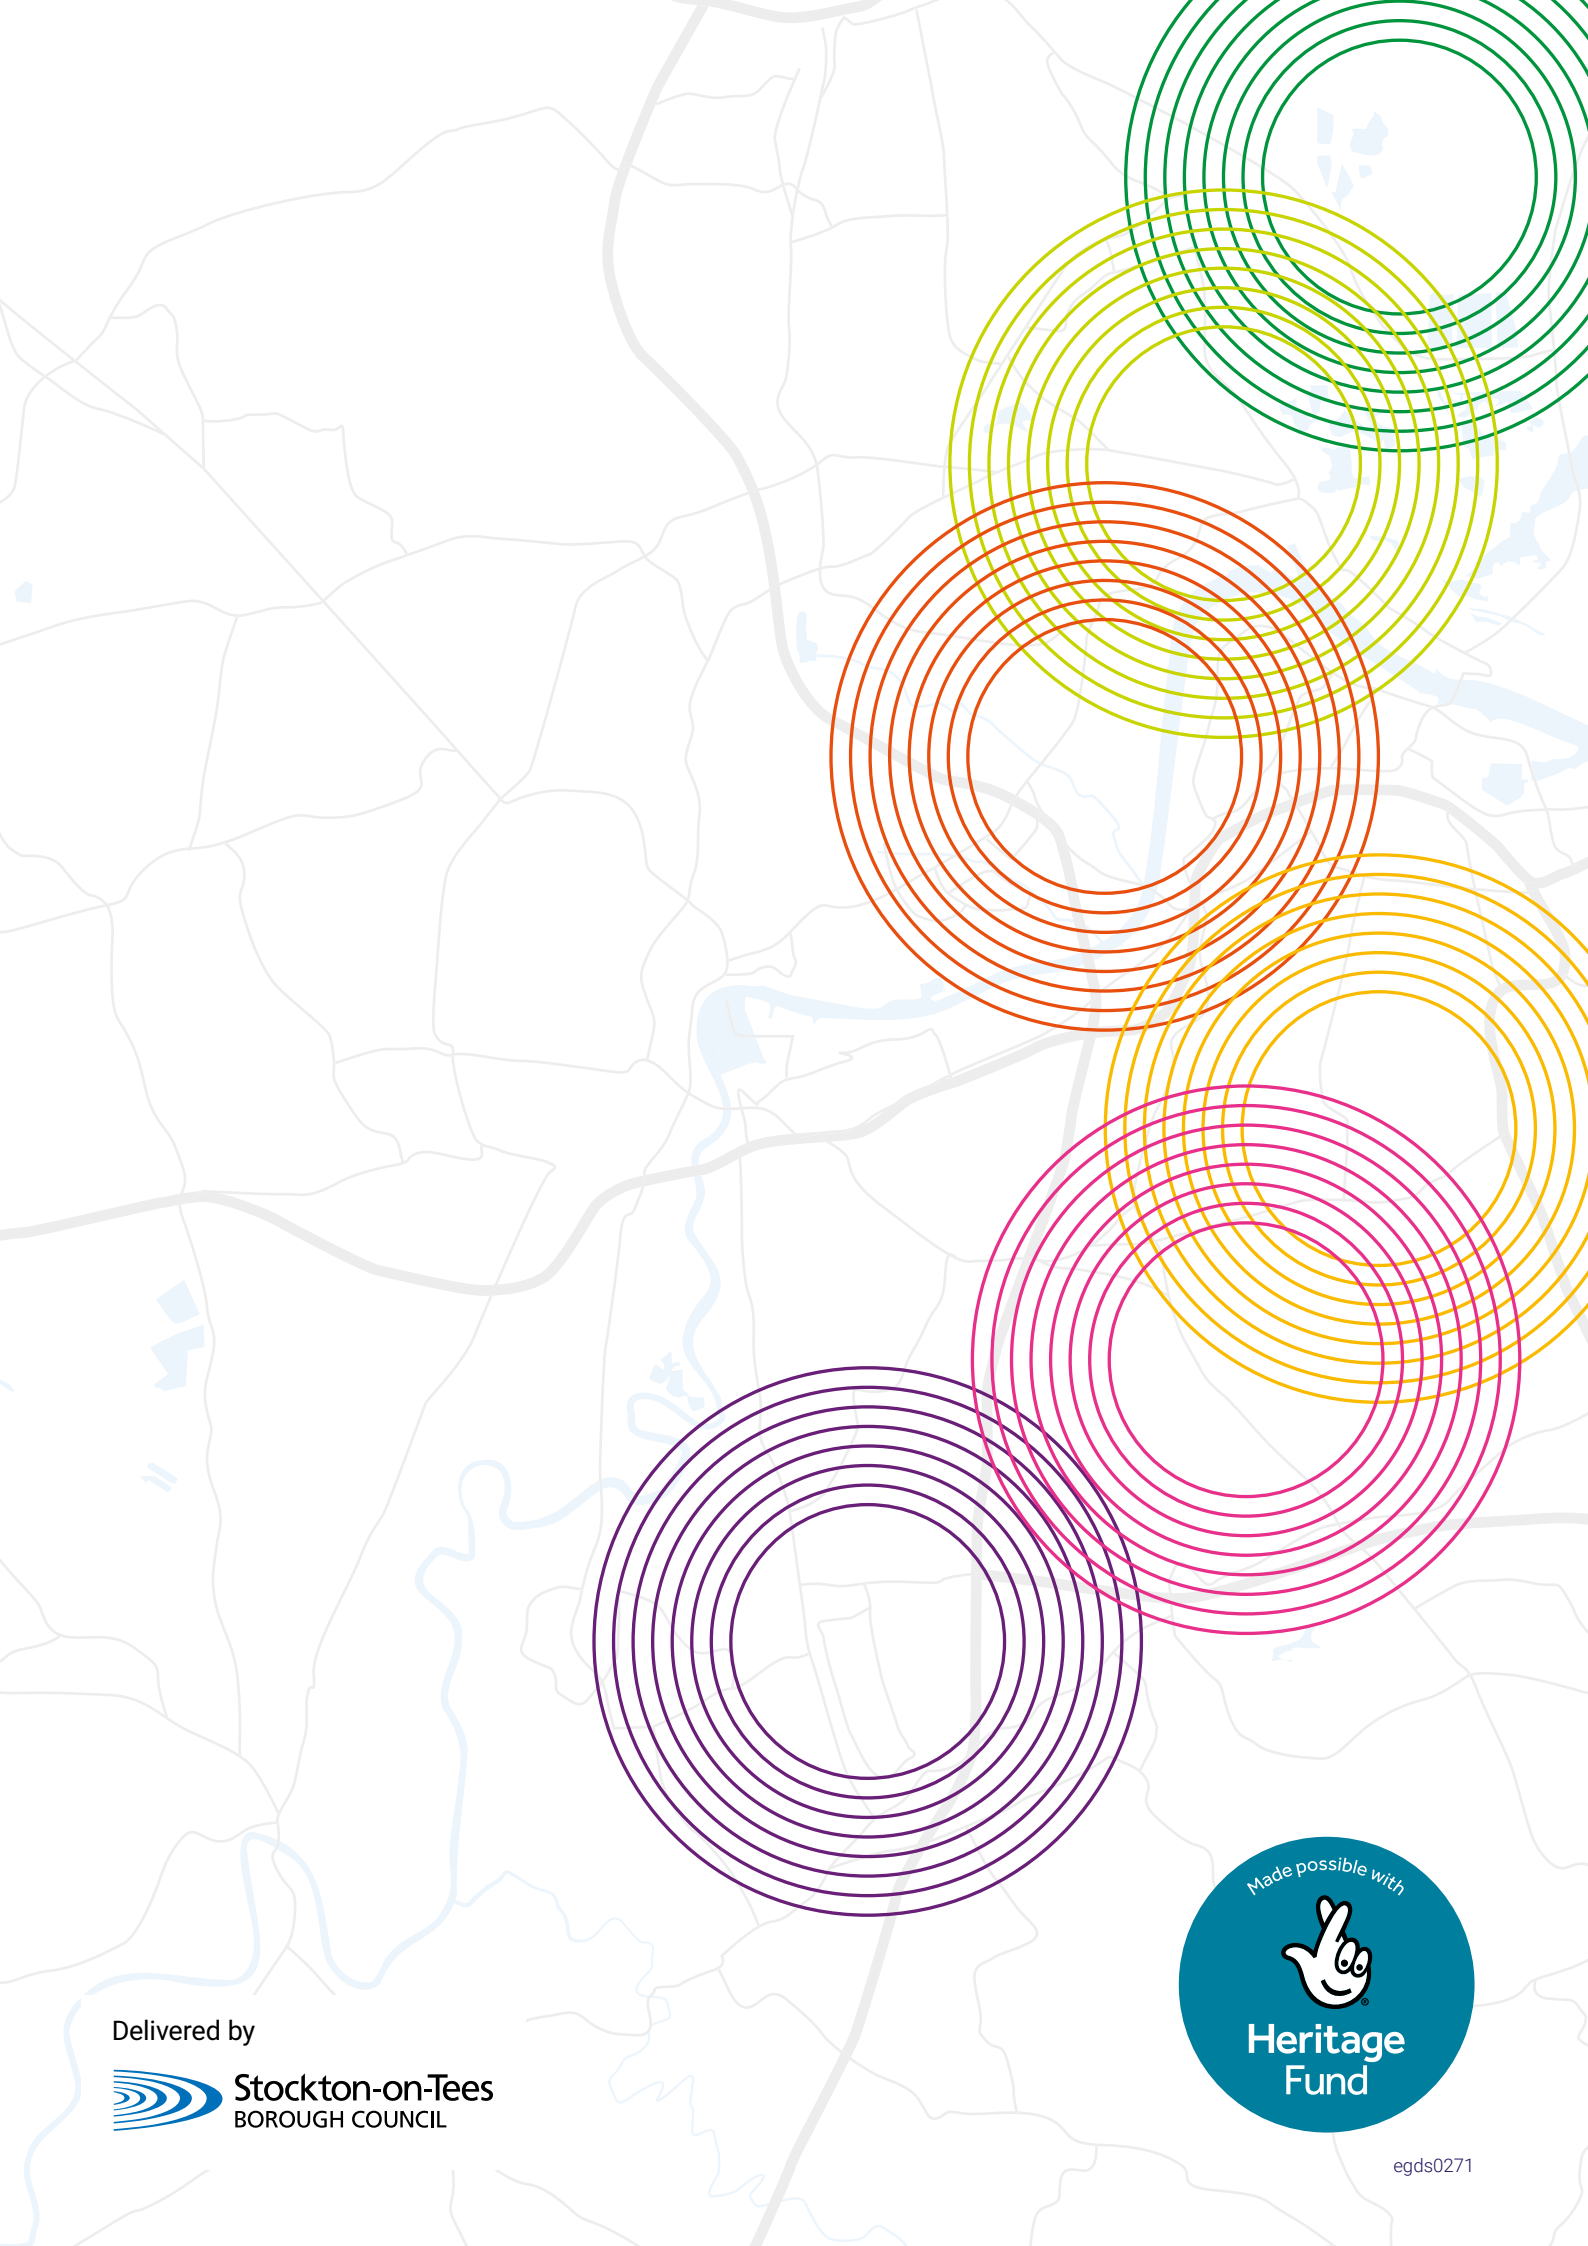 Made possible with
Heritage
Fund
Delivered by
Stockton-on-Tees
BOROUGH COUNCIL
egds0271